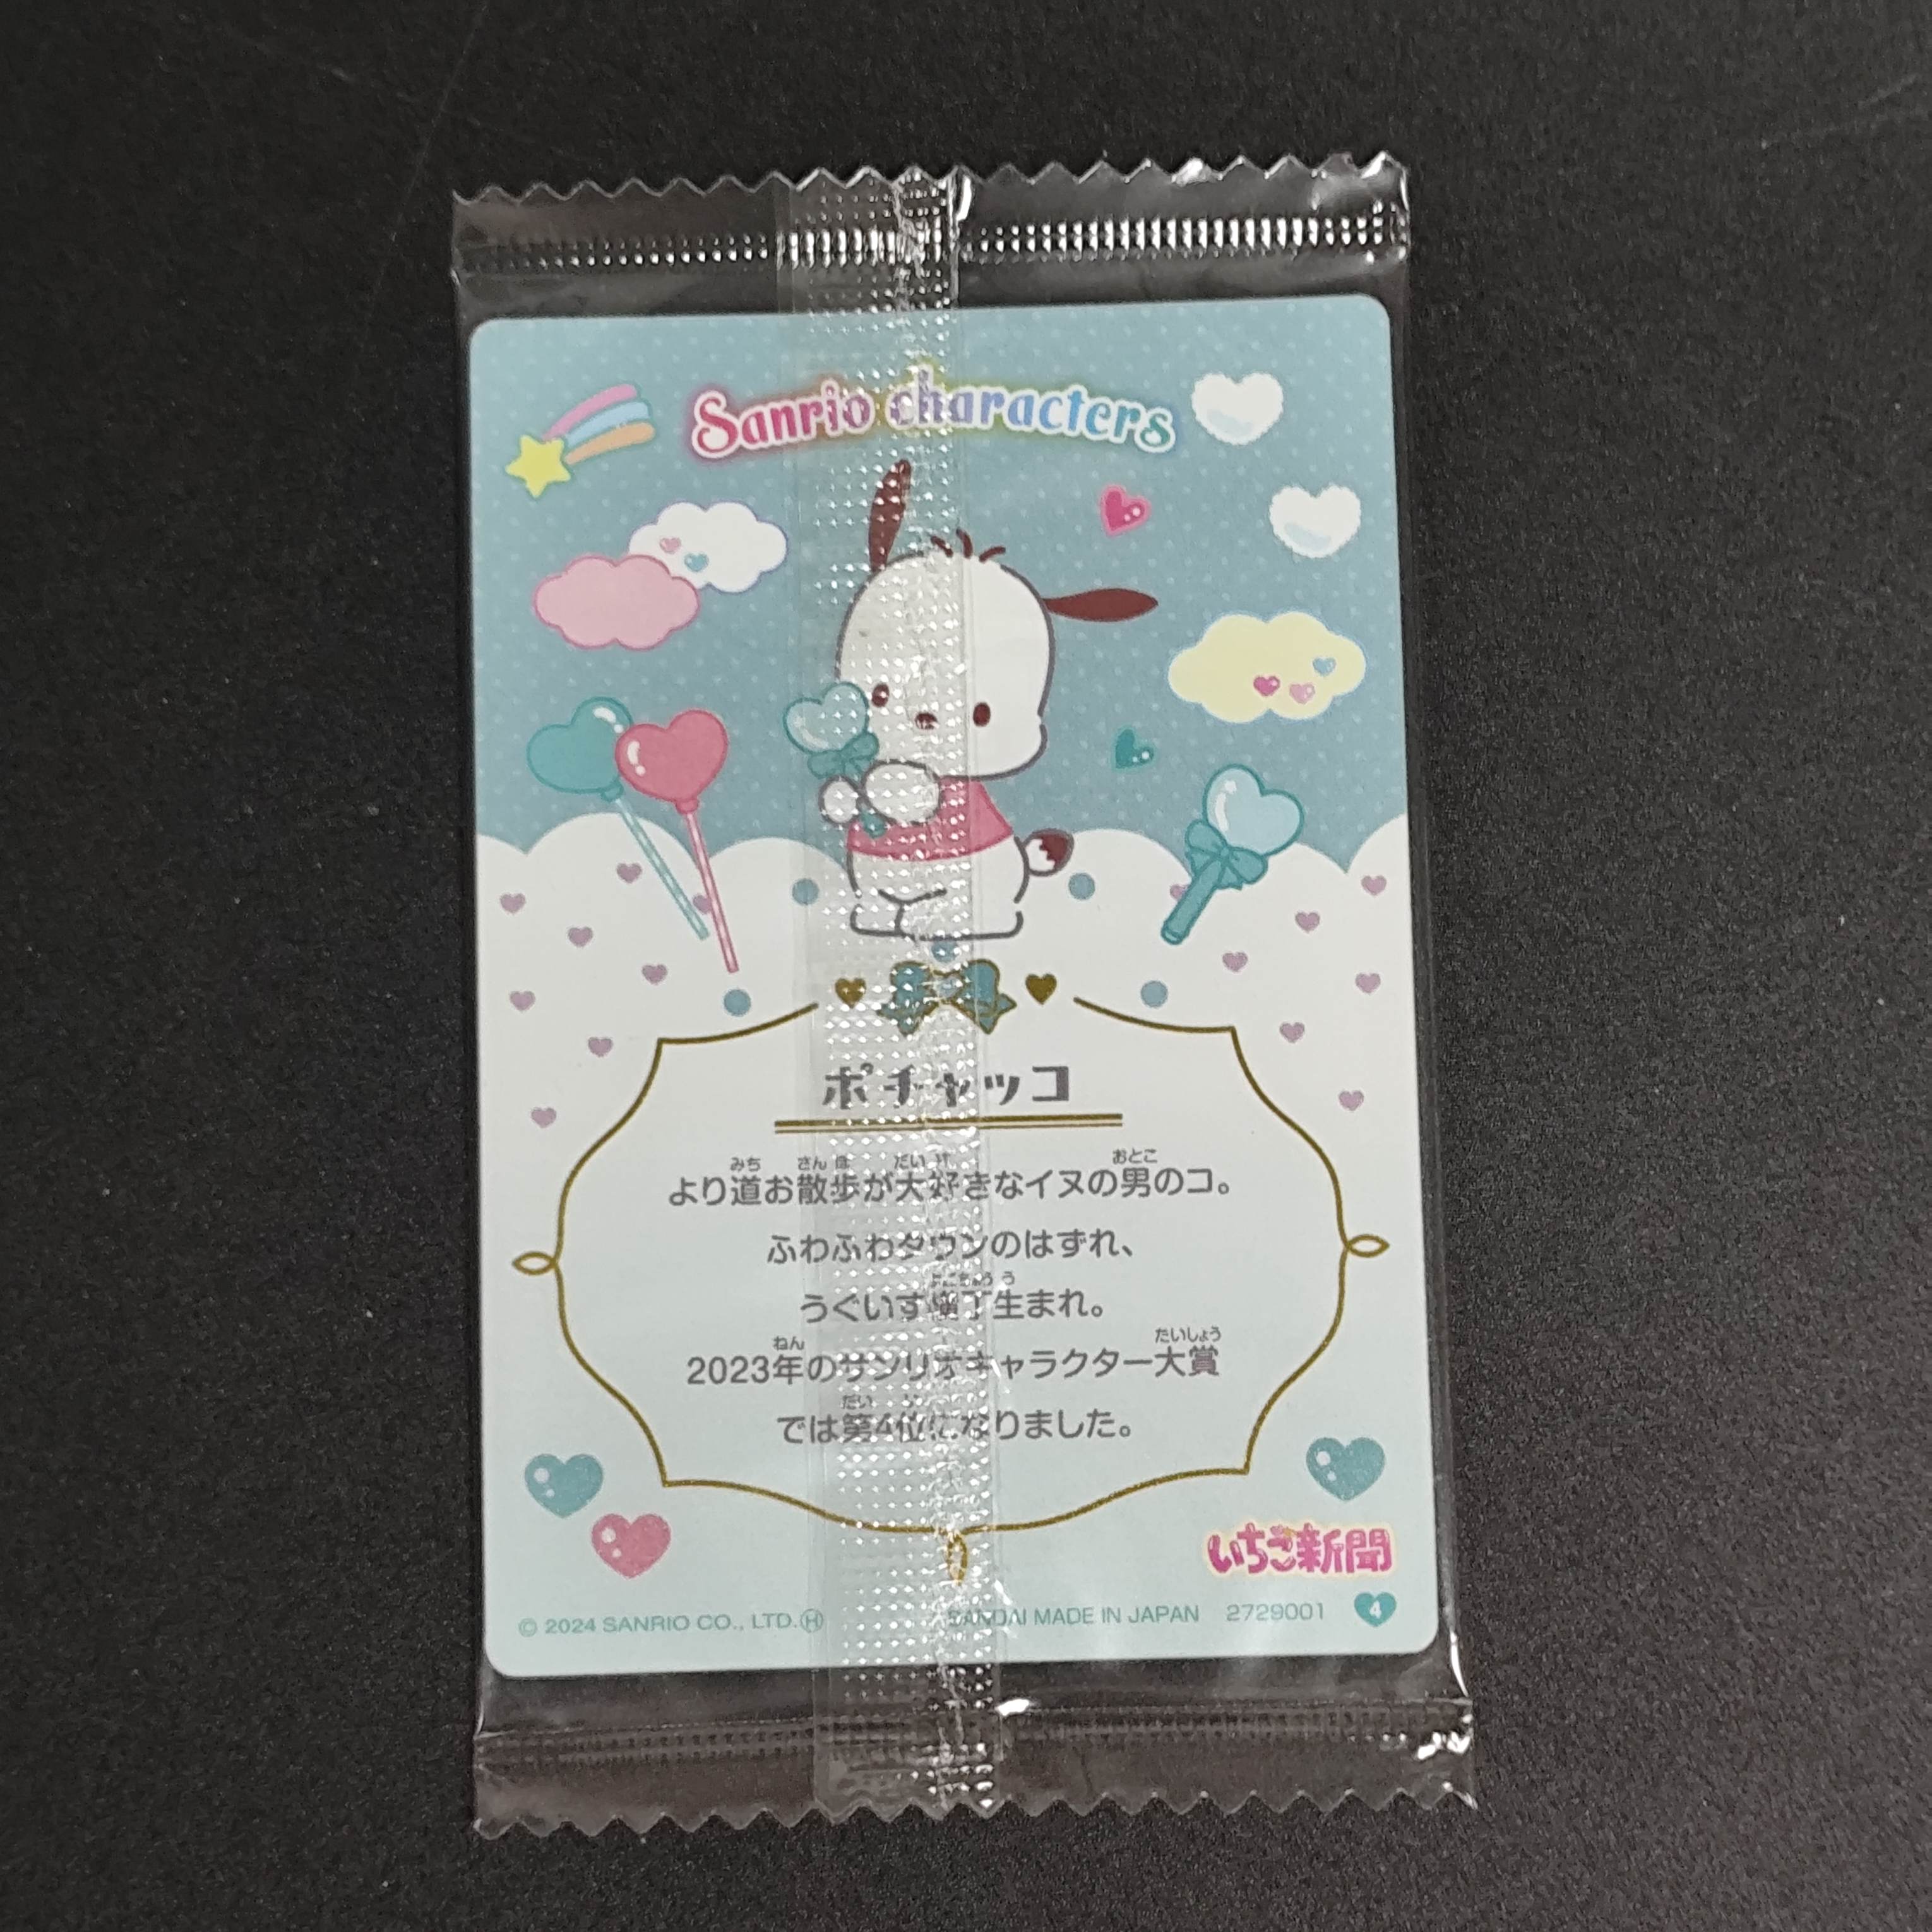 Sanrio characters
ポチャッコ
より道お散歩が大好きなイヌの男のコ。
ふわふわタウンのはずれ、
うぐいす横丁生まれ。
2023年のサンリオキャラクター大賞
では第4位になりました。
いちご新聞
© 2024 SANRIO CO., LTD.Ⓗ BANDAI MADE IN JAPAN 2729001 4